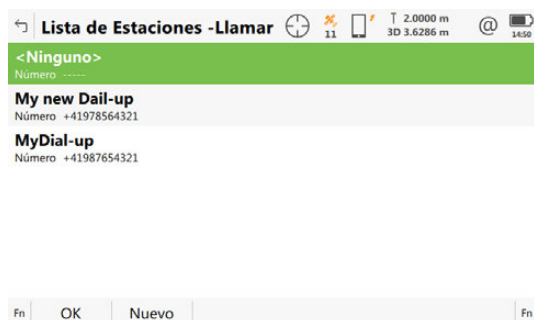 Lista de Estaciones -Llamar
11
2.0000 m
3D 3.6286 m
@
14:50
<Ninguno>
Número -----
My new Dail-up
Número +41978564321
MyDial-up
Número +41987654321
Fn OK Nuevo Fn